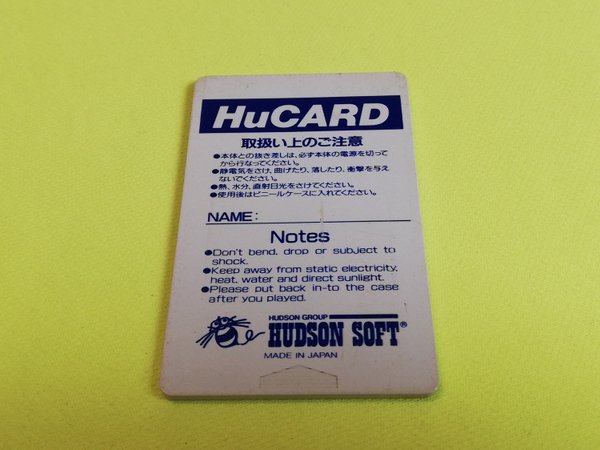 HuCARD
取扱い上のご注意
●本体との抜き差しは、必ず本体の電源を切って
から行なってください。
●静電気をさけ、曲げたり、落したり、衝撃を与え
ないでください。
●熱、水分、直射日光をさけてください。
●使用後はビニールケースに入れてください。
NAME:
Notes
●Don't bend, drop or subject to
shock.
●Keep away from static electricity,
heat, water and direct sunlight.
●Please put back in-to the case
after you played.
HUDSON GROUP
HUDSON SOFT®
MADE IN JAPAN